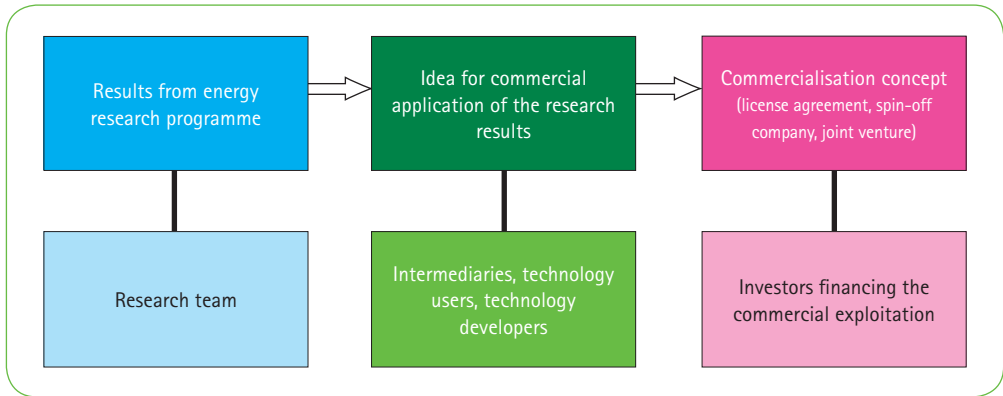 Results from energy
research programme
Idea for commercial
application of the research
results
Commercialisation concept
(license agreement, spin-off
company, joint venture)
Research team
Intermediaries, technology
users, technology
developers
Investors financing the
commercial exploitation